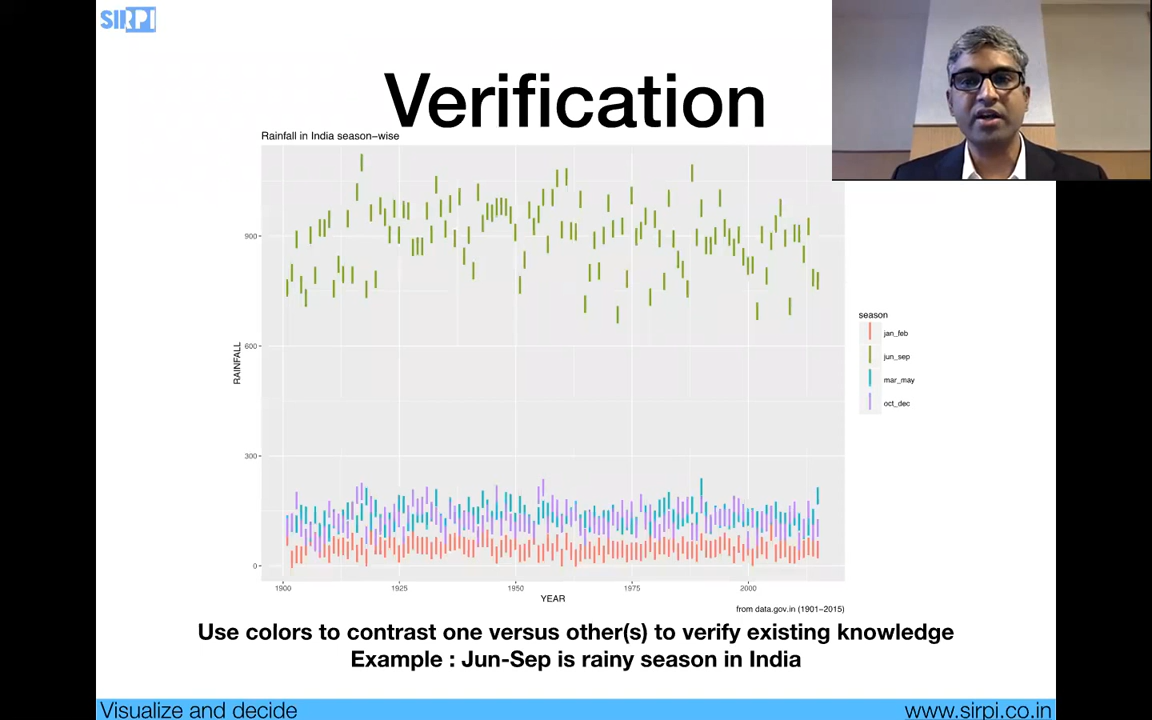 SIRPI
Verification
Rainfall in India season-wise
900
600
300
0
RAINFALL
1900 1925 1950 1975 2000
YEAR
season
jan_feb
jun_sep
mar_may
oct_dec
from data.gov.in (1901-2015)
Use colors to contrast one versus other(s) to verify existing knowledge
Example : Jun-Sep is rainy season in India
Visualize and decide
www.sirpi.co.in